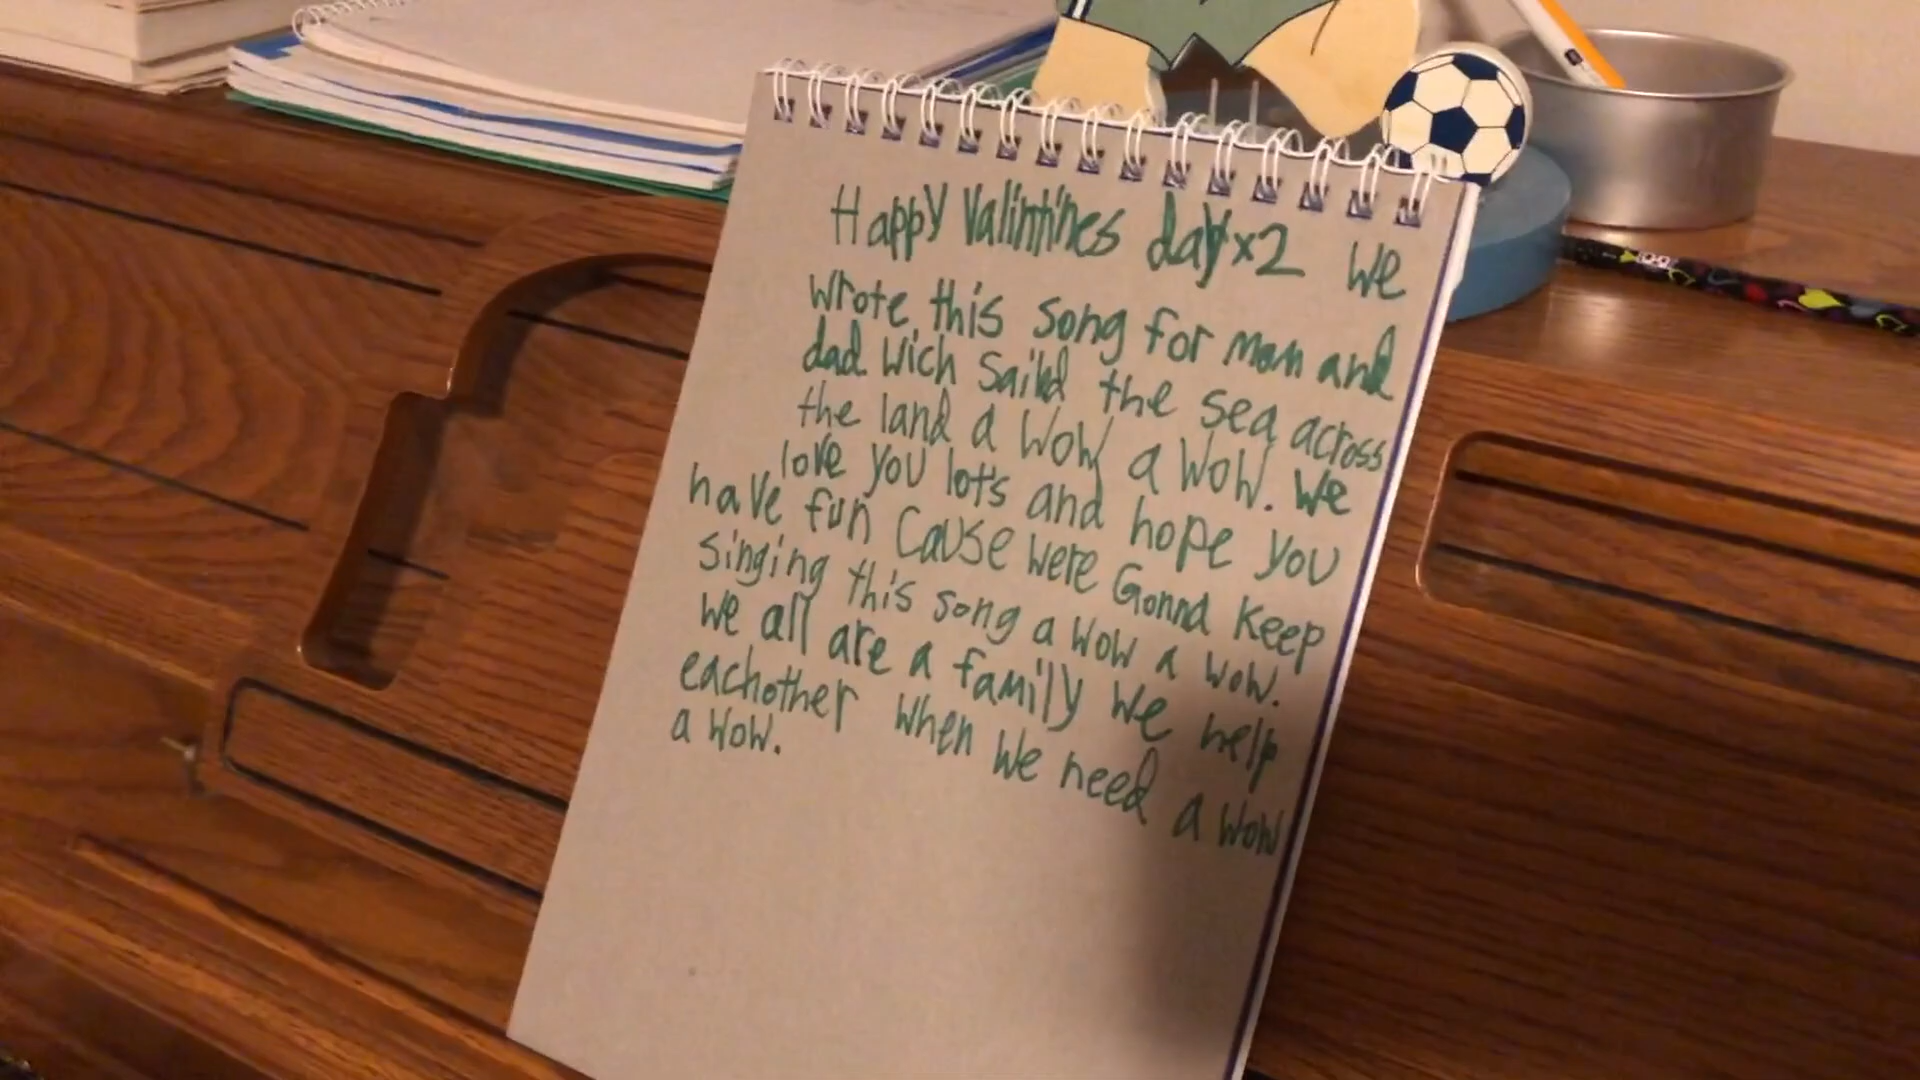 Happy Valintines day x2 We
wrote this song for mom and
dad wich saild the sea across
the land a wow a wow. We
love you lots and hope you
have fun cause were Gonna keep
singing this song a wow a wow.
we all are a family we help
eachother when we need a wow
a wow.